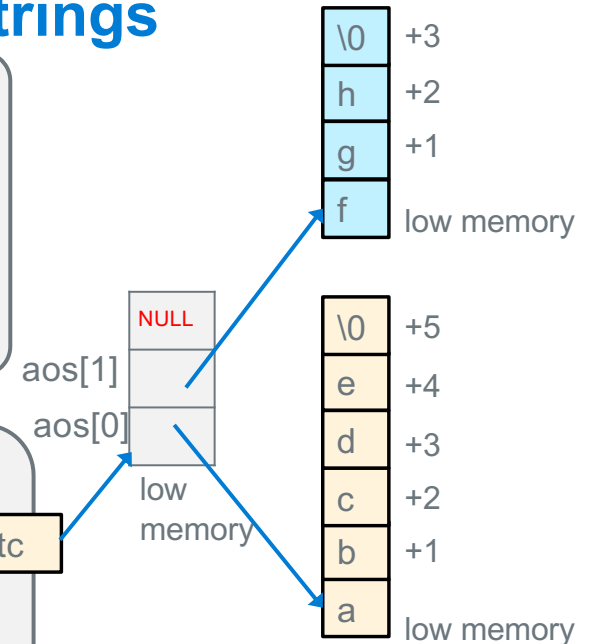 trings
\0 +3
h +2
g +1
f low memory
NULL
aos[1]
aos[0]
low
memory
tc
\0 +5
e +4
d +3
c +2
b +1
a low memory